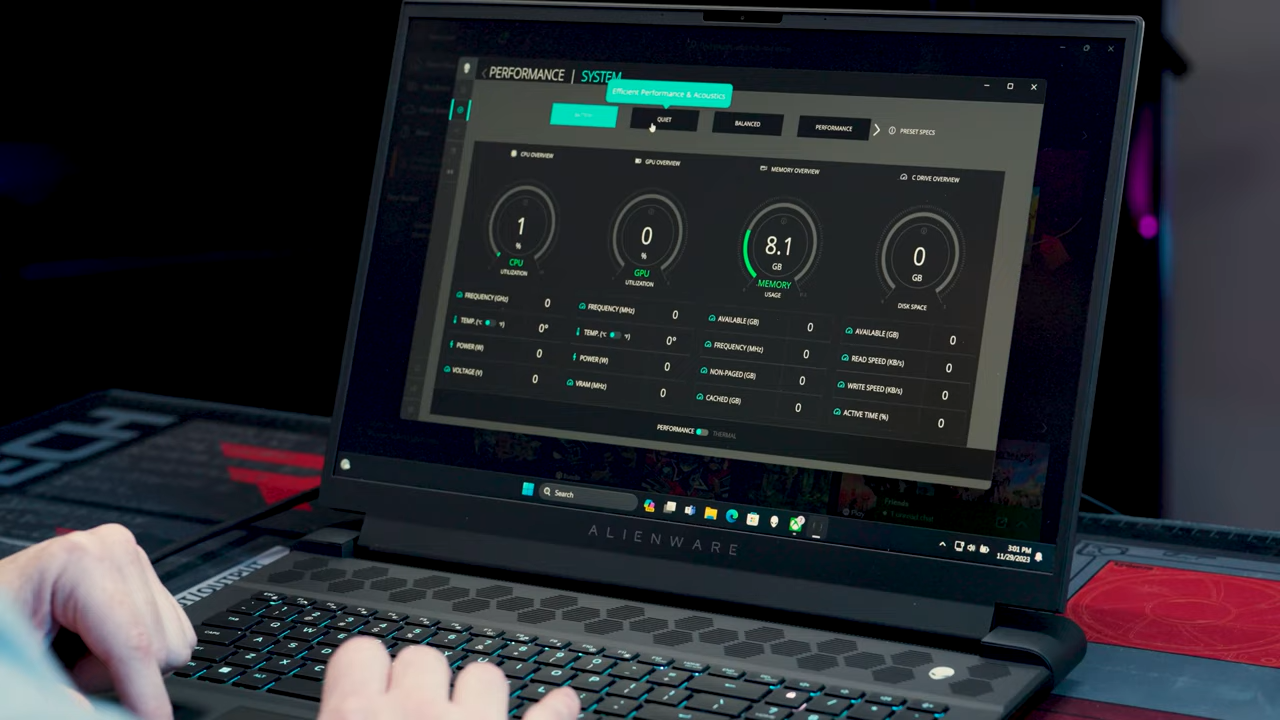 PERFORMANCE | SYSTEM
Efficient Performance & Acoustics
BATTERY
QUIET
BALANCED
PERFORMANCE
PRESET SPECS
CPU OVERVIEW
GPU OVERVIEW
MEMORY OVERVIEW
C DRIVE OVERVIEW
1
%
CPU
UTILIZATION
0
%
GPU
UTILIZATION
8.1
GB
MEMORY
USAGE
0
GB
DISK SPACE
FREQUENCY (GHz) 0
TEMP. (°C °F) 0°
POWER (W) 0
VOLTAGE (V) 0
FREQUENCY (MHz) 0
TEMP. (°C °F) 0°
POWER (W) 0
VRAM (MHz) 0
AVAILABLE (GB) 0
FREQUENCY (MHz) 0
NON-PAGED (GB) 0
CACHED (GB) 0
AVAILABLE (GB) 0
READ SPEED (KB/s) 0
WRITE SPEED (KB/s) 0
ACTIVE TIME (%) 0
PERFORMANCE THERMAL
Friends
Play
Search
3:01 PM
11/29/2023
ALIENWARE
ECH